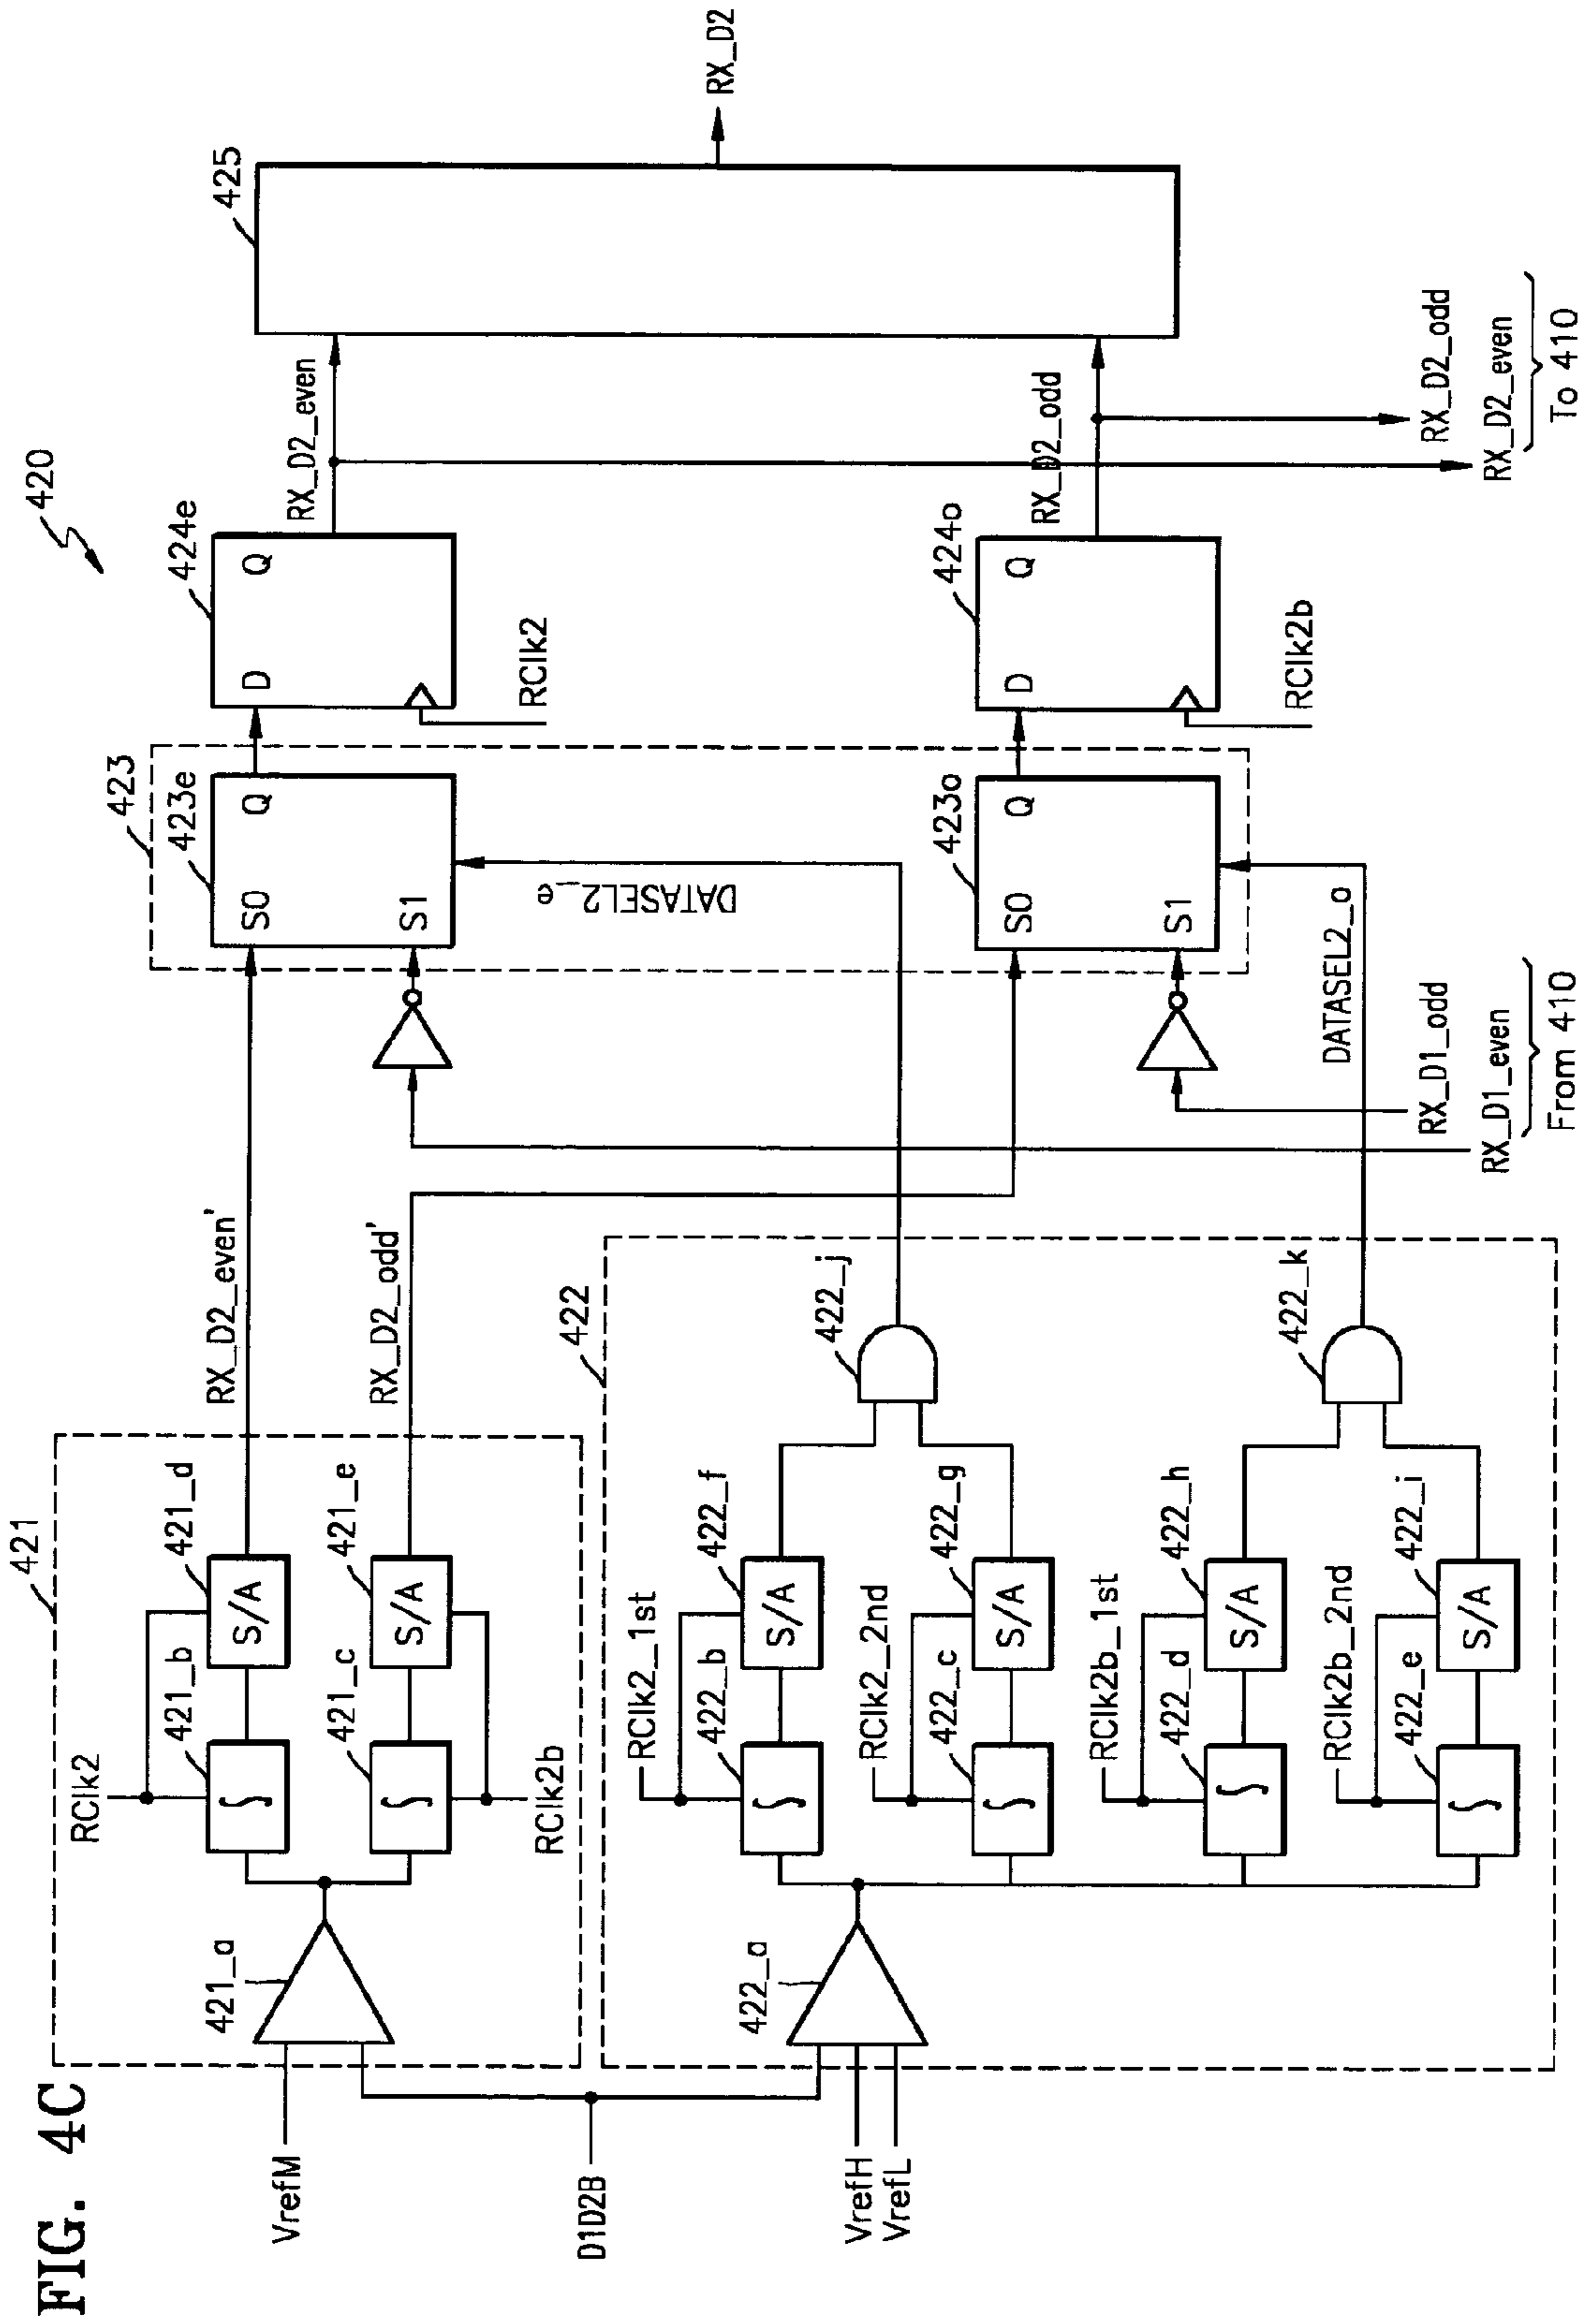 FIG. 4C
420
421
RClk2
421_b
421_d
∫
S/A
RX_D2_even'
421_a
421_c
421_e
∫
S/A
RX_D2_odd'
RClk2b
VrefM
D1D2B
VrefH
VrefL
422
422_a
RClk2_1st
422_b
422_f
∫
S/A
RClk2_2nd
422_c
422_g
∫
S/A
422_j
RClk2b_1st
422_d
422_h
∫
S/A
RClk2b_2nd
422_e
422_i
∫
S/A
422_k
423
423e
S0
Q
S1
DATASEL2_e
423o
S0
Q
S1
DATASEL2_o
RX_D1_odd
RX_D1_even
From 410
424e
D
Q
RClk2
RX_D2_even
424o
D
Q
RClk2b
RX_D2_odd
425
RX_D2
RX_D2_odd
RX_D2_even
To 410